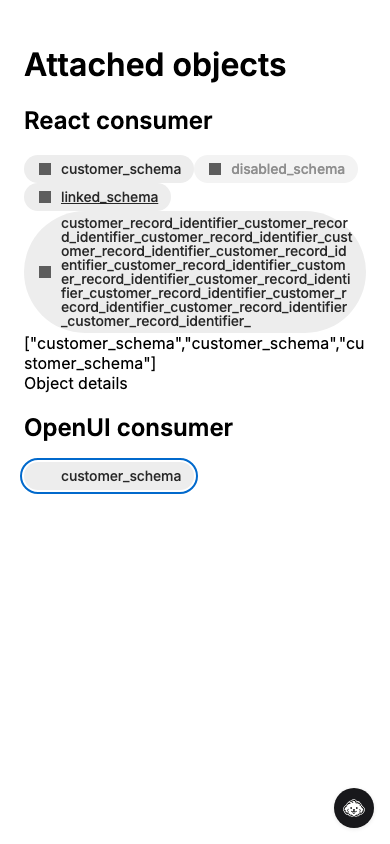 Attached objects
React consumer
customer_schema disabled_schema
linked_schema
customer_record_identifier_customer_recor
d_identifier_customer_record_identifier_cust
omer_record_identifier_customer_record_id
entifier_customer_record_identifier_custom
er_record_identifier_customer_record_identi
fier_customer_record_identifier_customer_r
ecord_identifier_customer_record_identifier
_customer_record_identifier_
["customer_schema","customer_schema","cu
stomer_schema"]
Object details
OpenUI consumer
customer_schema